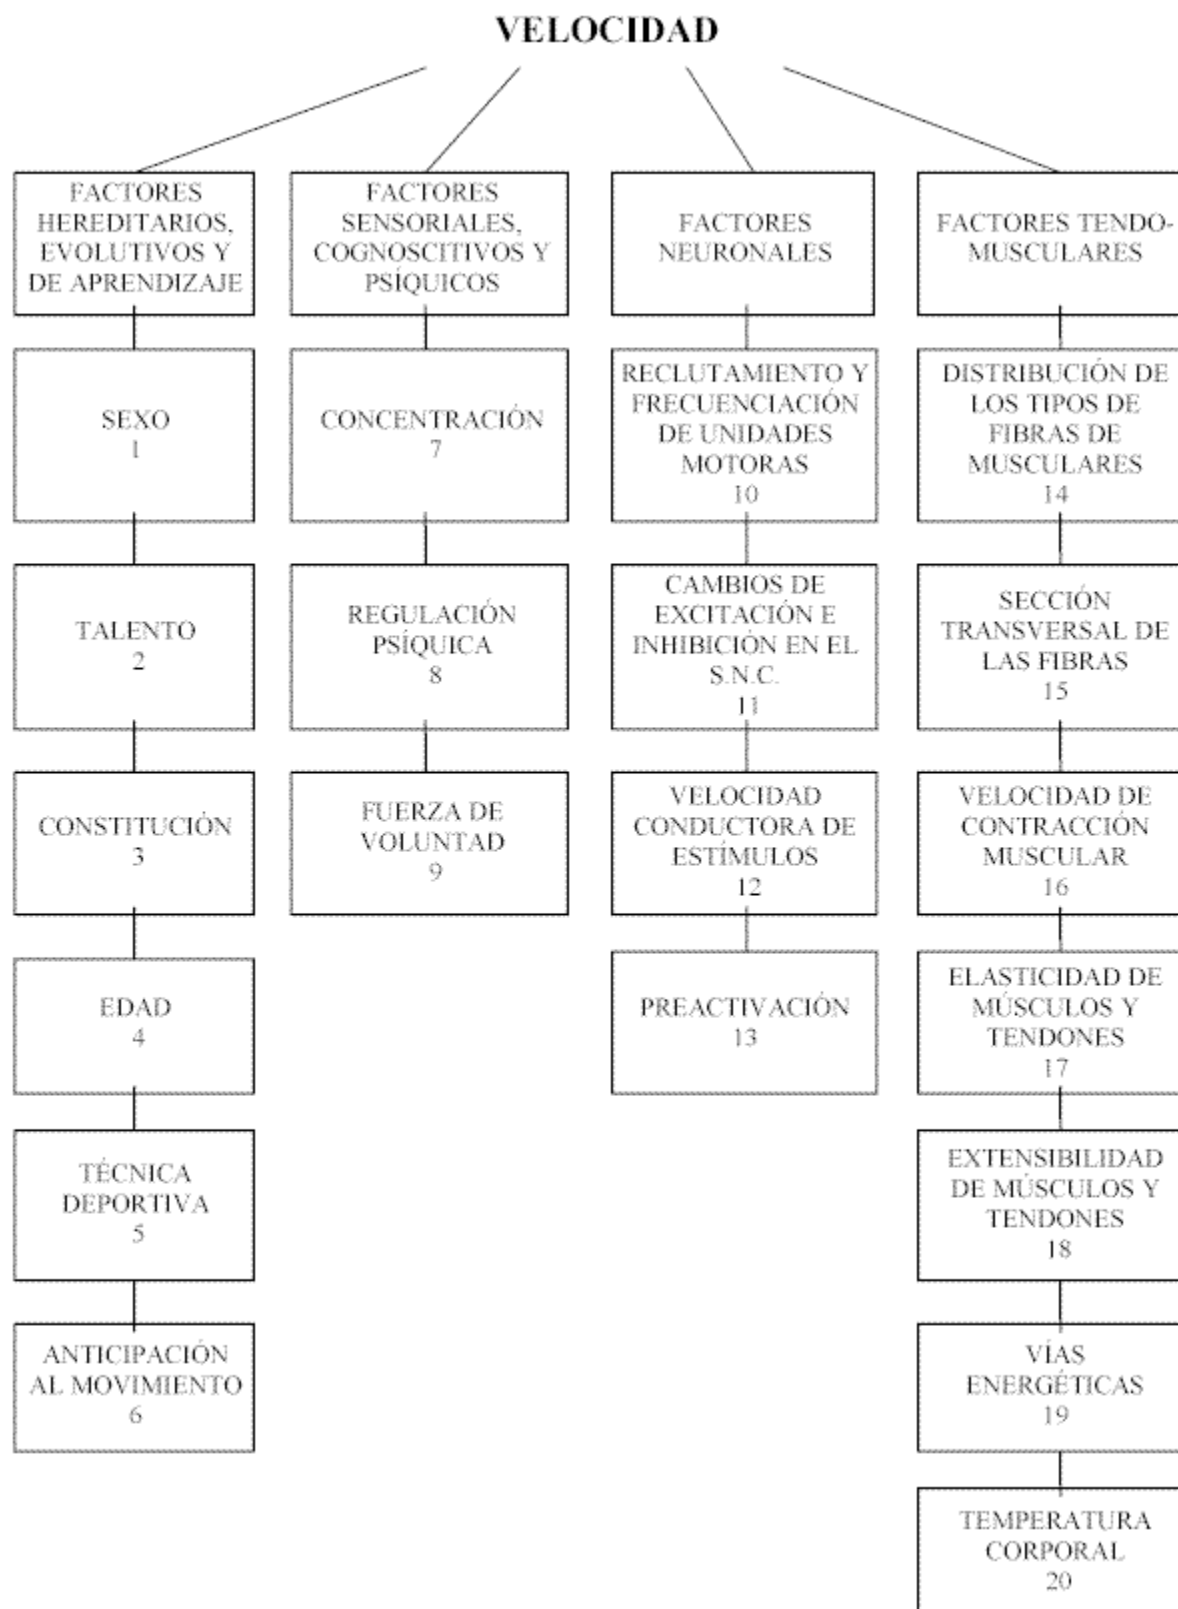 VELOCIDAD
FACTORES
HEREDITARIOS,
EVOLUTIVOS Y
DE APRENDIZAJE
SEXO
1
TALENTO
2
CONSTITUCIÓN
3
EDAD
4
TÉCNICA
DEPORTIVA
5
ANTICIPACIÓN
AL MOVIMIENTO
6
FACTORES
SENSORIALES,
COGNOSCITIVOS Y
PSÍQUICOS
CONCENTRACIÓN
7
REGULACIÓN
PSÍQUICA
8
FUERZA DE
VOLUNTAD
9
FACTORES
NEURONALES
RECLUTAMIENTO Y
FRECUENCIACIÓN
DE UNIDADES
MOTORAS
10
CAMBIOS DE
EXCITACIÓN E
INHIBICIÓN EN EL
S.N.C.
11
VELOCIDAD
CONDUCTORA DE
ESTÍMULOS
12
PREACTIVACIÓN
13
FACTORES TENDO-
MUSCULARES
DISTRIBUCIÓN DE
LOS TIPOS DE
FIBRAS DE
MUSCULARES
14
SECCIÓN
TRANSVERSAL DE
LAS FIBRAS
15
VELOCIDAD DE
CONTRACCIÓN
MUSCULAR
16
ELASTICIDAD DE
MÚSCULOS Y
TENDONES
17
EXTENSIBILIDAD
DE MÚSCULOS Y
TENDONES
18
VÍAS
ENERGÉTICAS
19
TEMPERATURA
CORPORAL
20